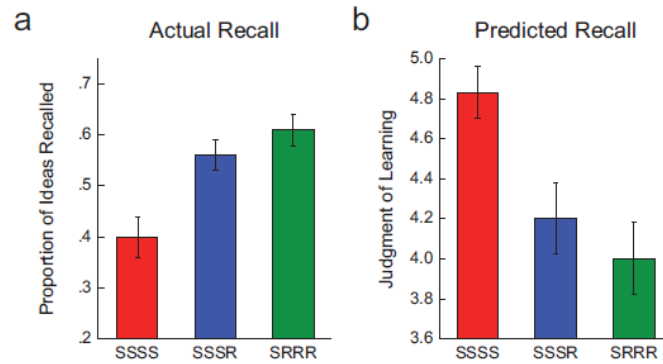 a
Actual Recall
Proportion of Ideas Recalled
.7
.6
.5
.4
.3
.2
SSSS SSSR SRRR
b
Predicted Recall
Judgment of Learning
5.0
4.8
4.6
4.4
4.2
4.0
3.8
3.6
SSSS SSSR SRRR